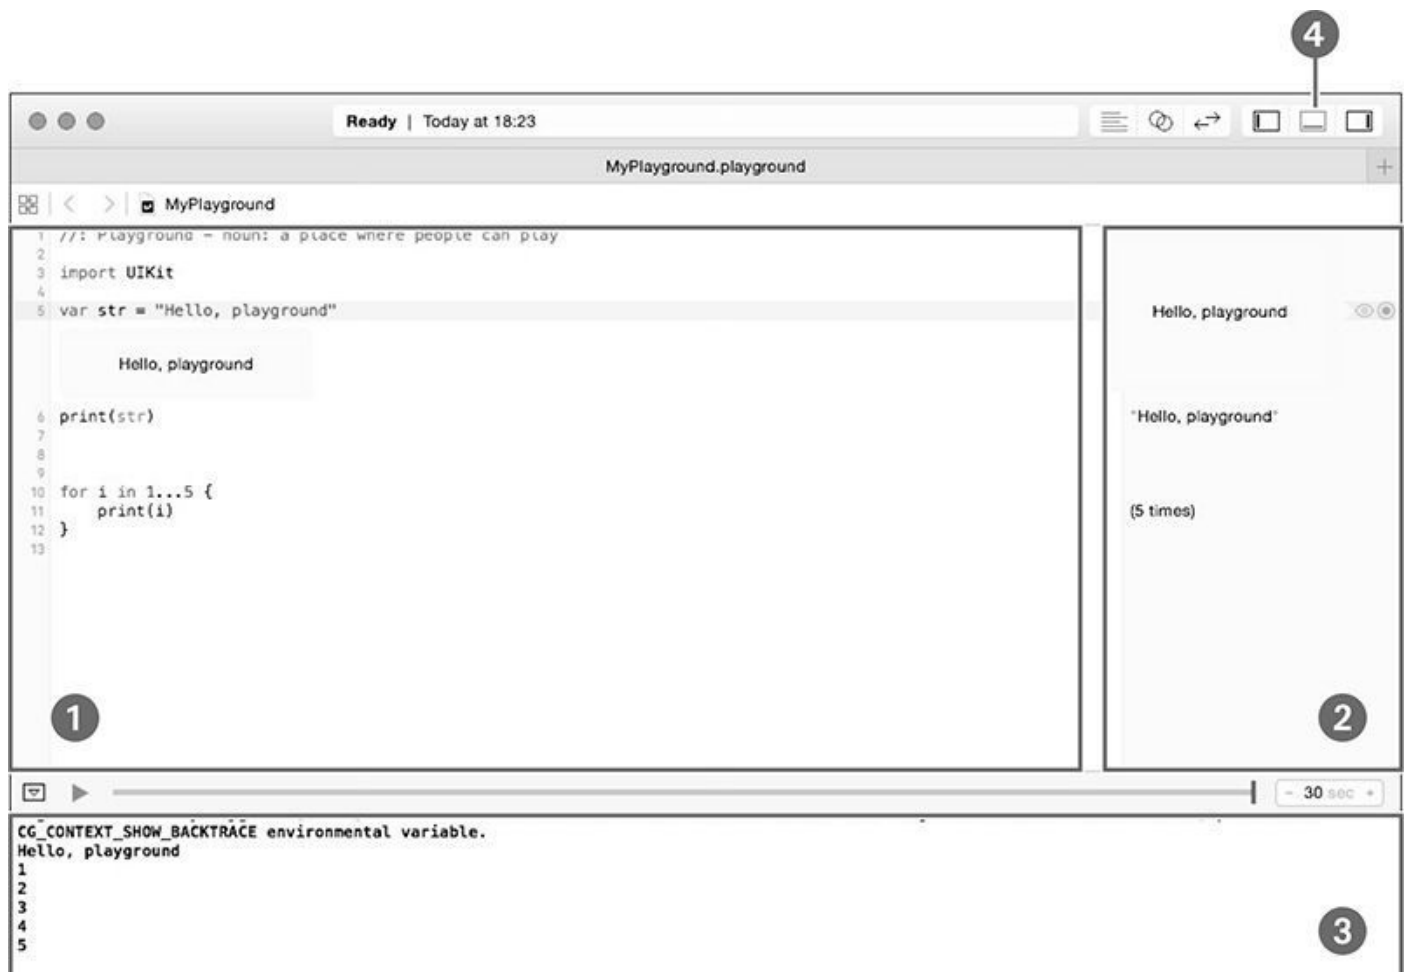 4
Ready | Today at 18:23
MyPlayground.playground
MyPlayground
1 //: Playground – noun: a place where people can play
2
3 import UIKit
4
5 var str = "Hello, playground"
Hello, playground
6 print(str)
7
8
9
10 for i in 1...5 {
11 print(i)
12 }
13
1
Hello, playground
"Hello, playground"
(5 times)
2
- 30 sec +
CG_CONTEXT_SHOW_BACKTRACE environmental variable.
Hello, playground
1
2
3
4
5
3